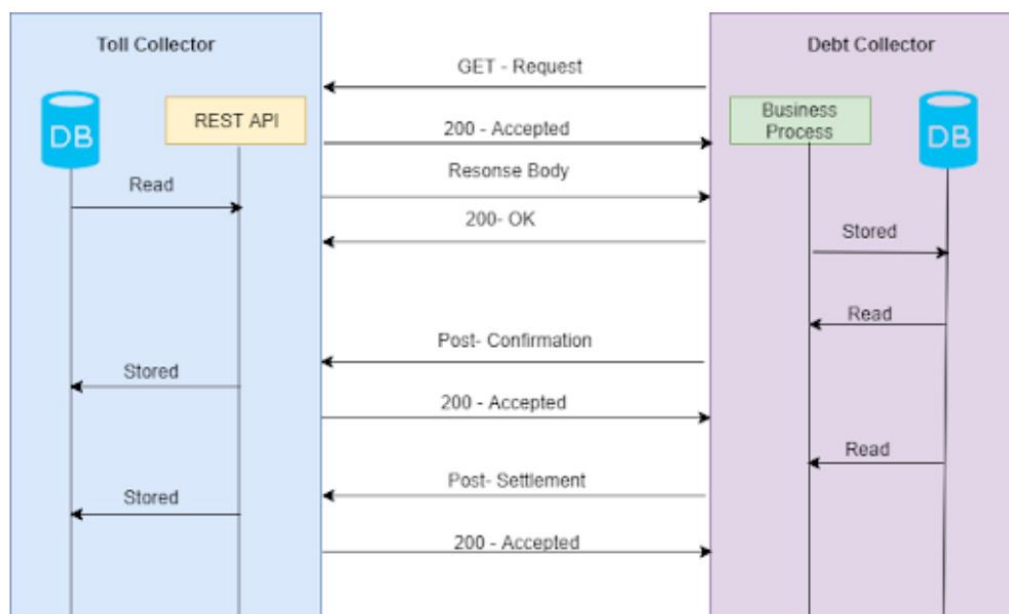 Toll Collector
Debt Collector
GET - Request
DB
REST API
Business
Process
DB
200 - Accepted
Resonse Body
Read
200- OK
Stored
Read
Post- Confirmation
Stored
200 - Accepted
Read
Post- Settlement
Stored
200 - Accepted